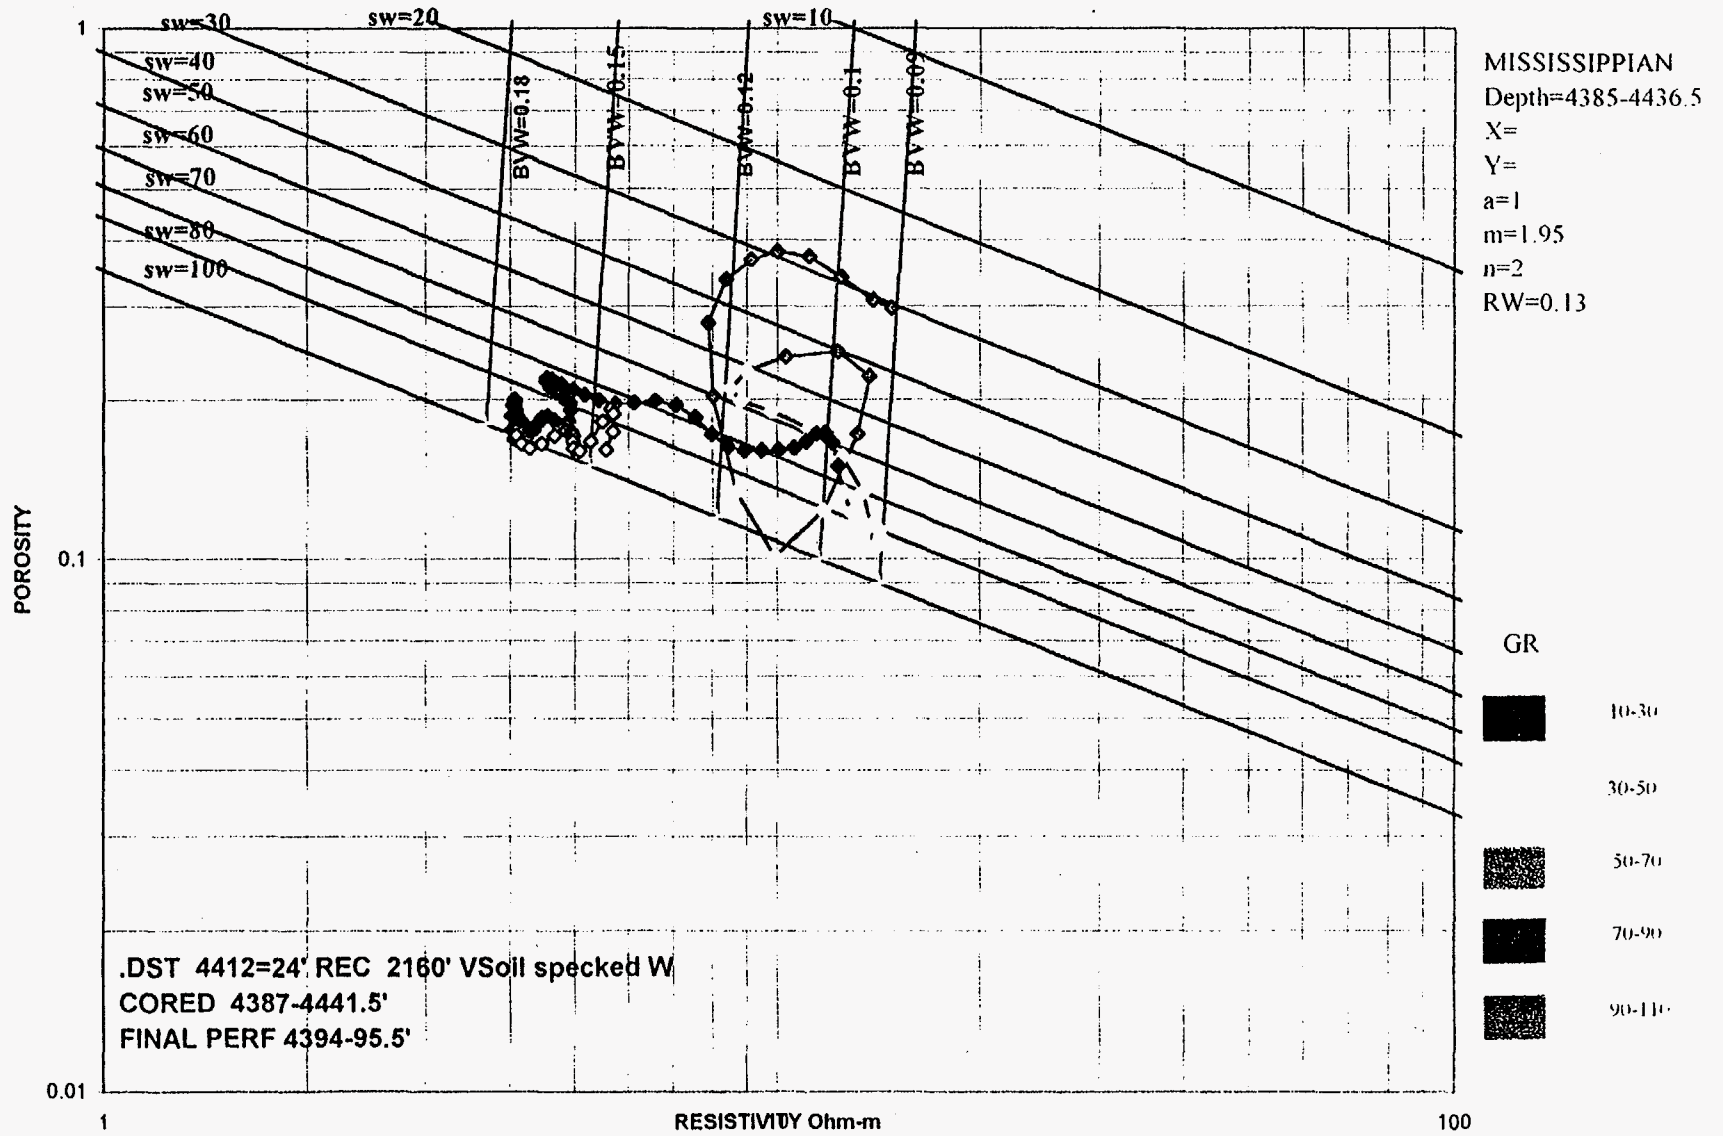 sw=30
sw=20
sw=10
sw=40
sw=50
sw=60
sw=70
sw=80
sw=100
BVW=0.18
BVW=0.15
BVW=0.12
BVW=0.1
BVW=0.09
1
0.1
0.01
POROSITY
1
RESISTIVITY Ohm-m
100
.DST 4412=24' REC 2160' VSoil specked W
CORED 4387-4441.5'
FINAL PERF 4394-95.5'
MISSISSIPPIAN
Depth=4385-4436.5
X=
Y=
a=1
m=1.95
n=2
RW=0.13
GR
10-30
30-50
50-70
70-90
90-110